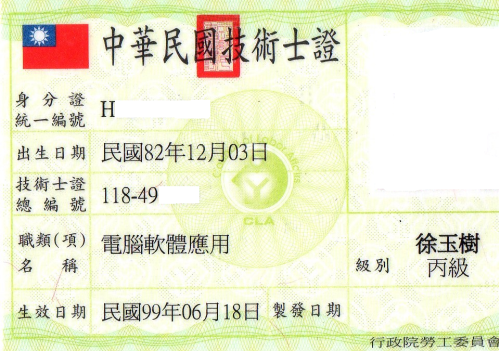 中華民國技術士證
身分證
統一編號 H
出生日期 民國82年12月03日
技術士證
總編號 118-49
CLA
職類(項)
名稱 電腦軟體應用
徐玉樹
級別 丙級
生效日期 民國99年06月18日 製發日期
行政院勞工委員會